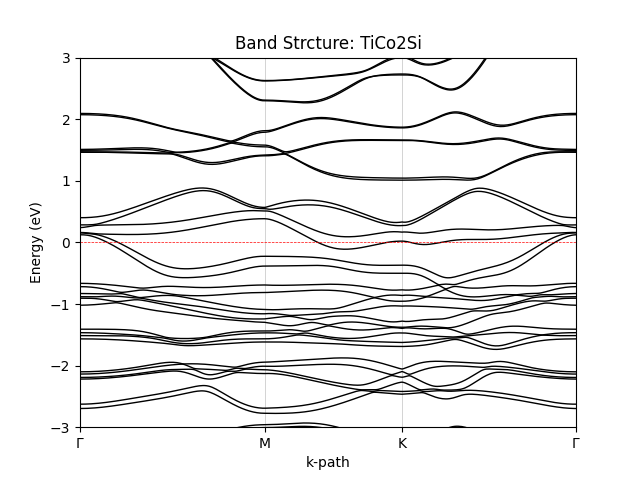 Band Strcture: TiCo2Si
Energy (eV)
3
2
1
0
−1
−2
−3
Γ M K Γ
k-path